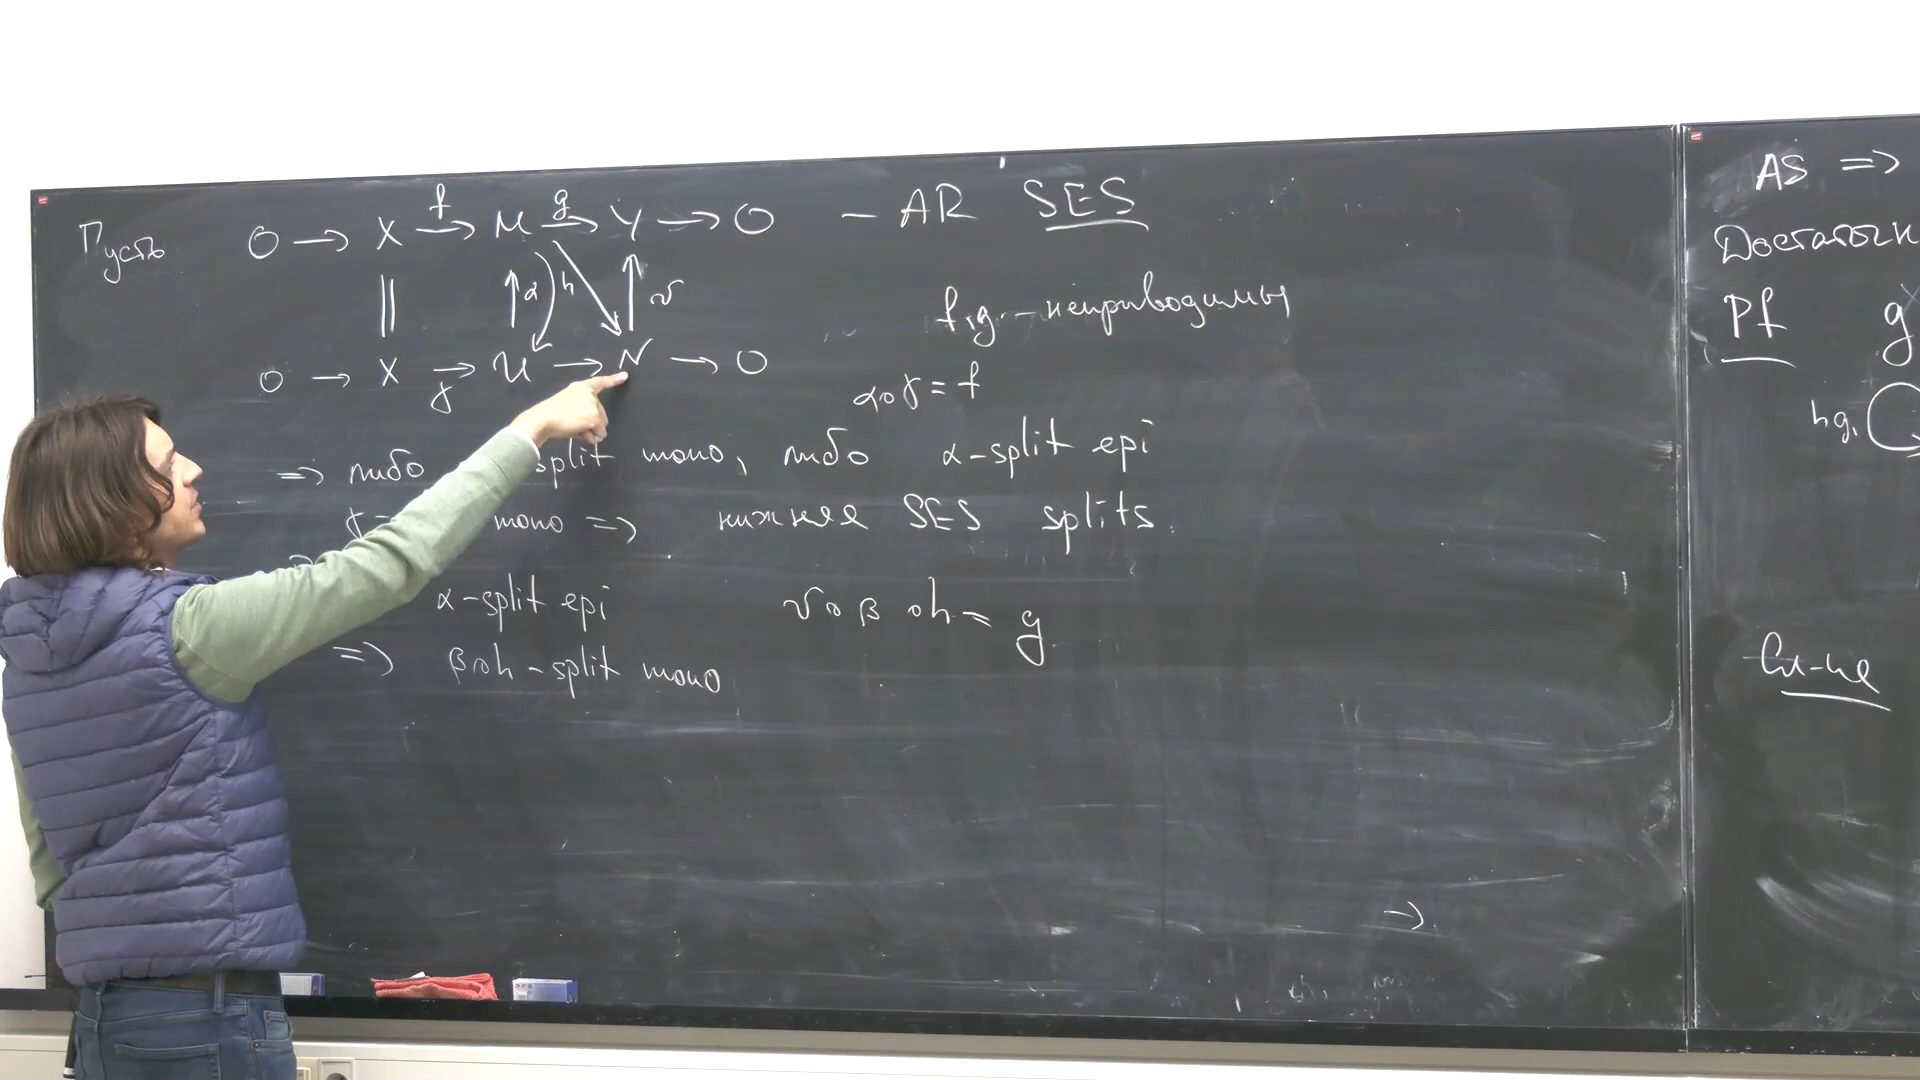 Пусть 0 → X →f M →g Y → 0 – AR SES
|| ↑ α h ↑ v
f, g – неприводимы
0 → X →γ U → N → 0
α∘γ = f
⇒ либо split mono, либо α-split epi
γ- mono ⇒ нижняя SES splits.
α-split epi v∘β∘h = g
⇒ β∘h – split mono
→
AS ⇒
Достаточн
Pf g
hg,